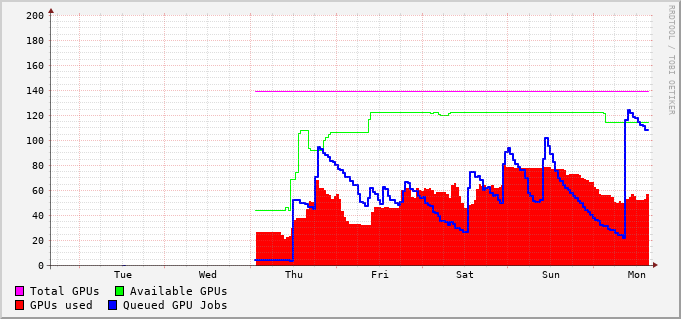 200
180
160
140
120
100
80
60
40
20
0
Tue Wed Thu Fri Sat Sun Mon
Total GPUs Available GPUs
GPUs used Queued GPU Jobs
RRDTOOL / TOBI OETIKER